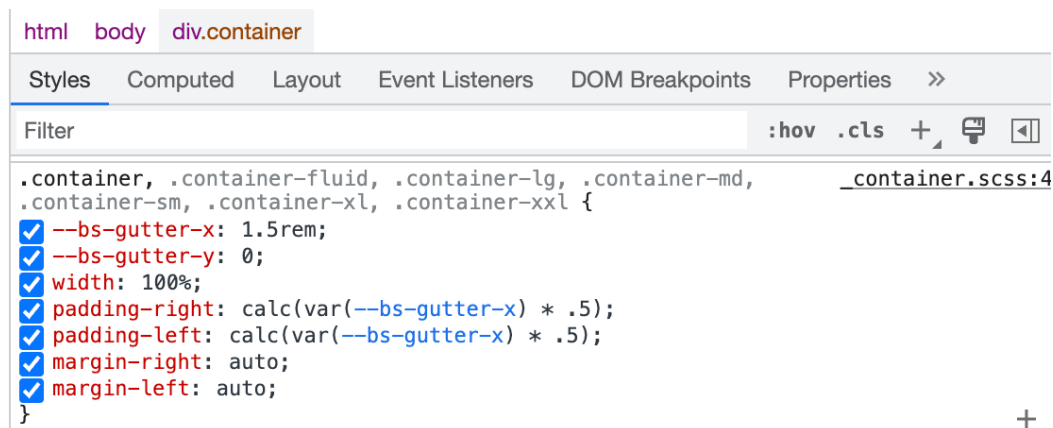 html body div.container
Styles Computed Layout Event Listeners DOM Breakpoints Properties »
Filter :hov .cls +
.container, .container-fluid, .container-lg, .container-md, _container.scss:4
.container-sm, .container-xl, .container-xxl {
--bs-gutter-x: 1.5rem;
--bs-gutter-y: 0;
width: 100%;
padding-right: calc(var(--bs-gutter-x) * .5);
padding-left: calc(var(--bs-gutter-x) * .5);
margin-right: auto;
margin-left: auto;
}
+